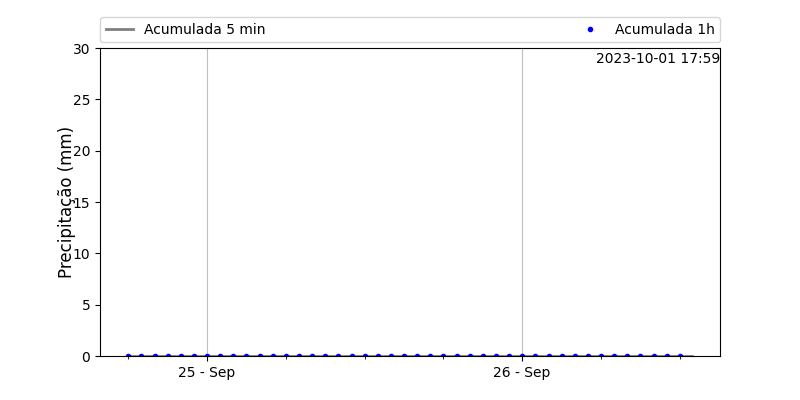 Acumulada 5 min
Acumulada 1h
2023-10-01 17:59
Precipitação (mm)
30
25
20
15
10
5
0
25 - Sep
26 - Sep